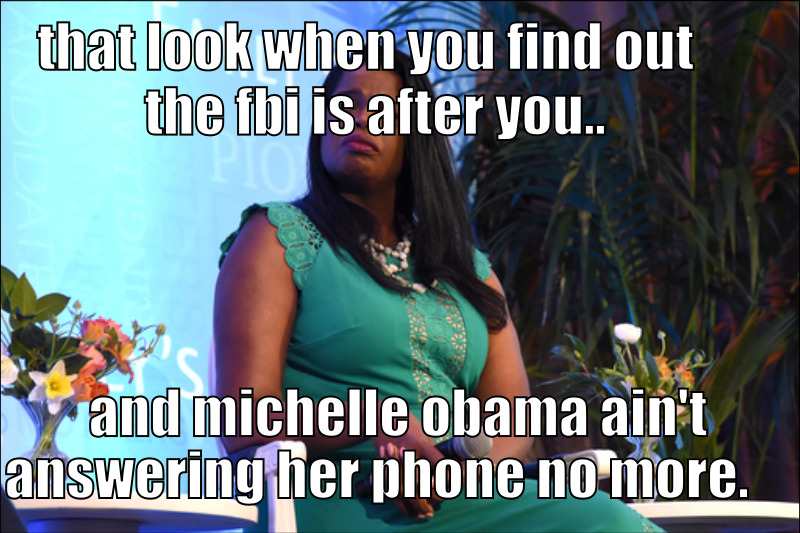 that look when you find out
the fbi is after you..
PIO
and michelle obama ain't
answering her phone no more.